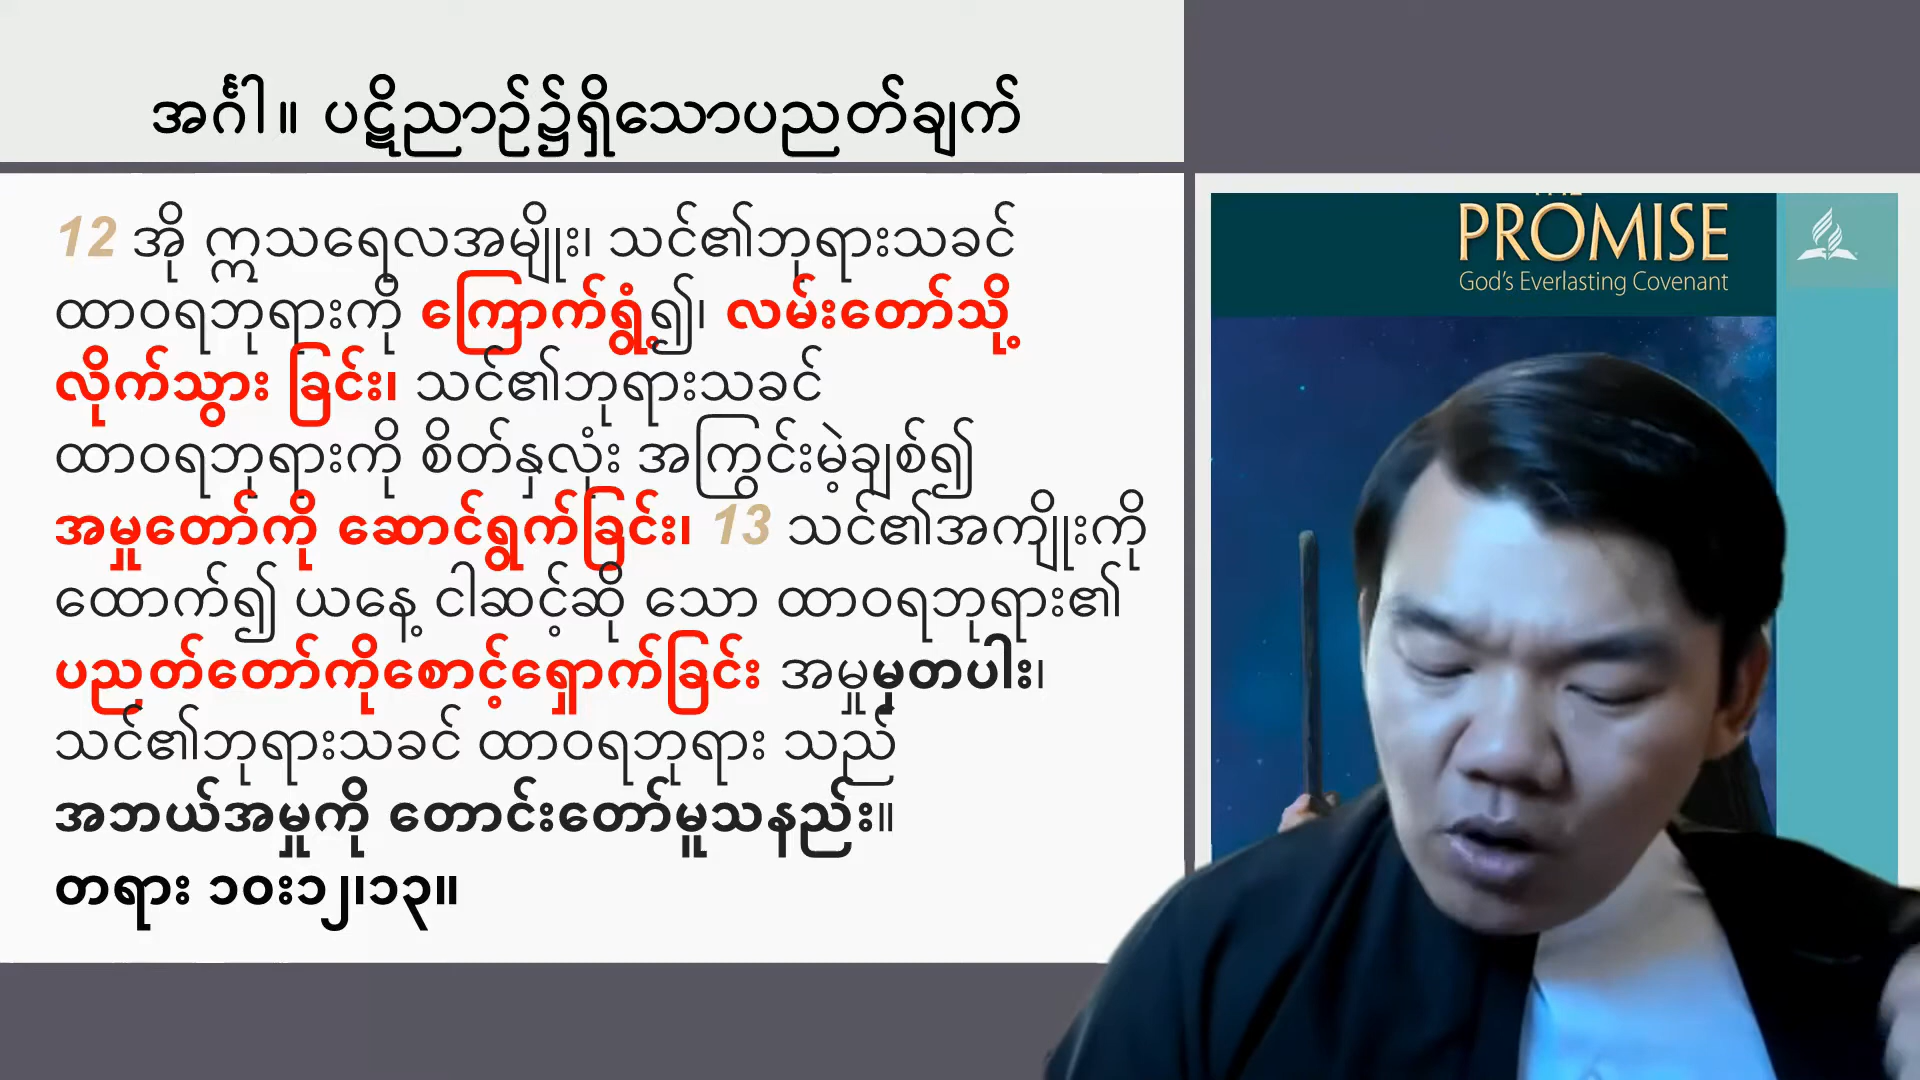 အင်္ဂါ။ ပဋိညာဉ်၌ရှိသောပညတ်ချက်
12 အို ဣသရေလအမျိုး၊ သင်၏ဘုရားသခင်
ထာဝရဘုရားကို ကြောက်ရွံ့၍၊ လမ်းတော်သို့
လိုက်သွား ခြင်း၊ သင်၏ဘုရားသခင်
ထာဝရဘုရားကို စိတ်နှလုံး အကြွင်းမဲ့ချစ်၍
အမှုတော်ကို ဆောင်ရွက်ခြင်း၊ 13 သင်၏အကျိုးကို
ထောက်၍ ယနေ့ ငါဆင့်ဆို သော ထာဝရဘုရား၏
ပညတ်တော်ကိုစောင့်ရှောက်ခြင်း အမှုမှတပါး၊
သင်၏ဘုရားသခင် ထာဝရဘုရား သည်
အဘယ်အမှုကို တောင်းတော်မူသနည်း။
တရား ၁၀း၁၂၊၁၃။
PROMISE
God's Everlasting Covenant